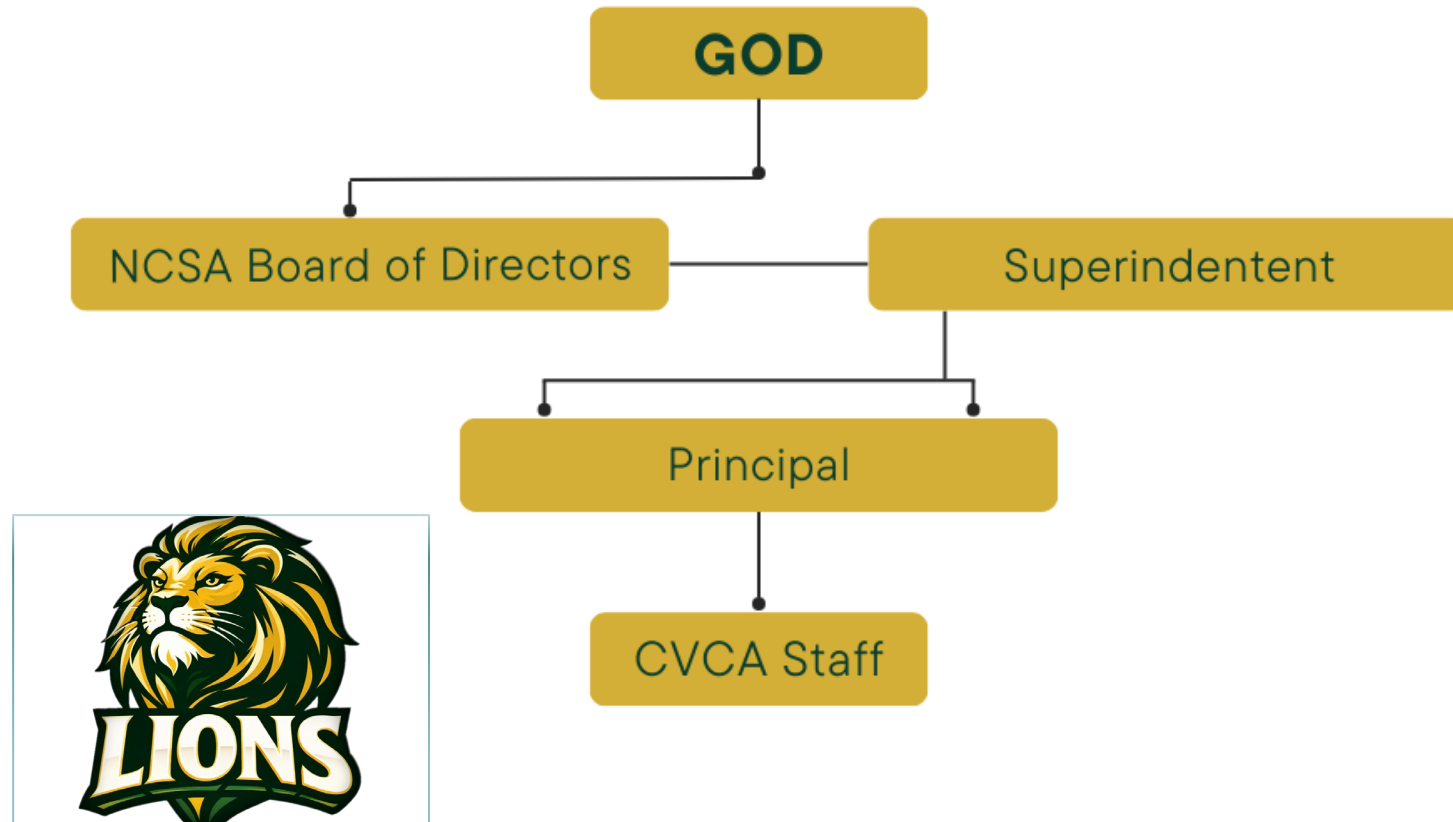 GOD
NCSA Board of Directors
Superindentent
Principal
CVCA Staff
LIONS